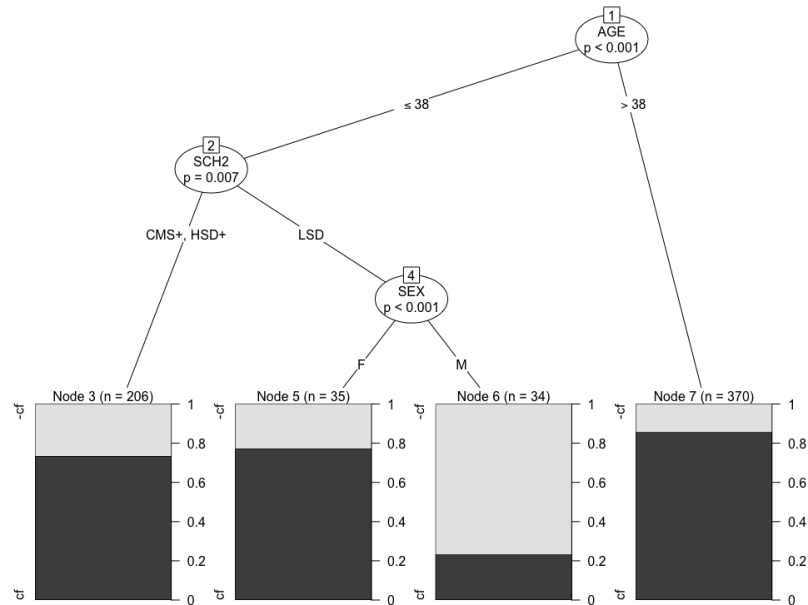 1
AGE
p < 0.001
≤ 38
> 38
2
SCH2
p = 0.007
CMS+, HSD+
LSD
4
SEX
p < 0.001
F
M
Node 3 (n = 206)
-cf
cf
1
0.8
0.6
0.4
0.2
0
Node 5 (n = 35)
-cf
cf
1
0.8
0.6
0.4
0.2
0
Node 6 (n = 34)
-cf
cf
1
0.8
0.6
0.4
0.2
0
Node 7 (n = 370)
-cf
cf
1
0.8
0.6
0.4
0.2
0